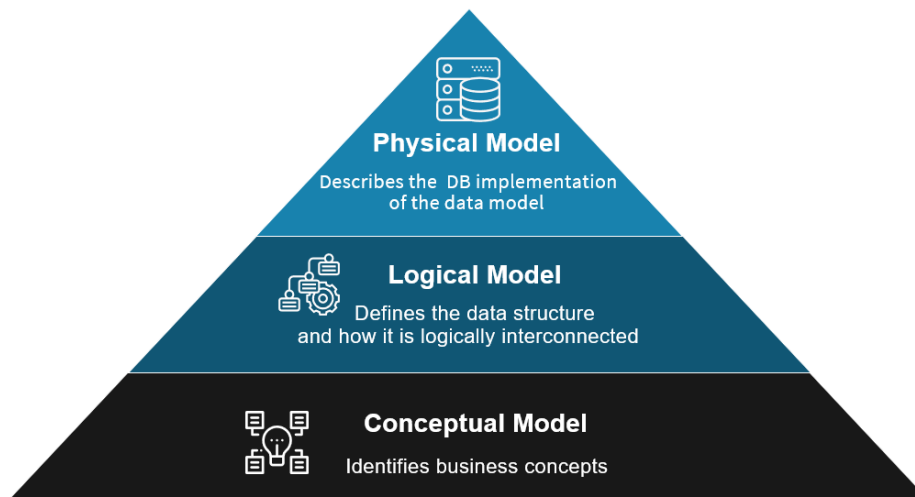 Physical Model
Describes the DB implementation
of the data model
Logical Model
Defines the data structure
and how it is logically interconnected
Conceptual Model
Identifies business concepts